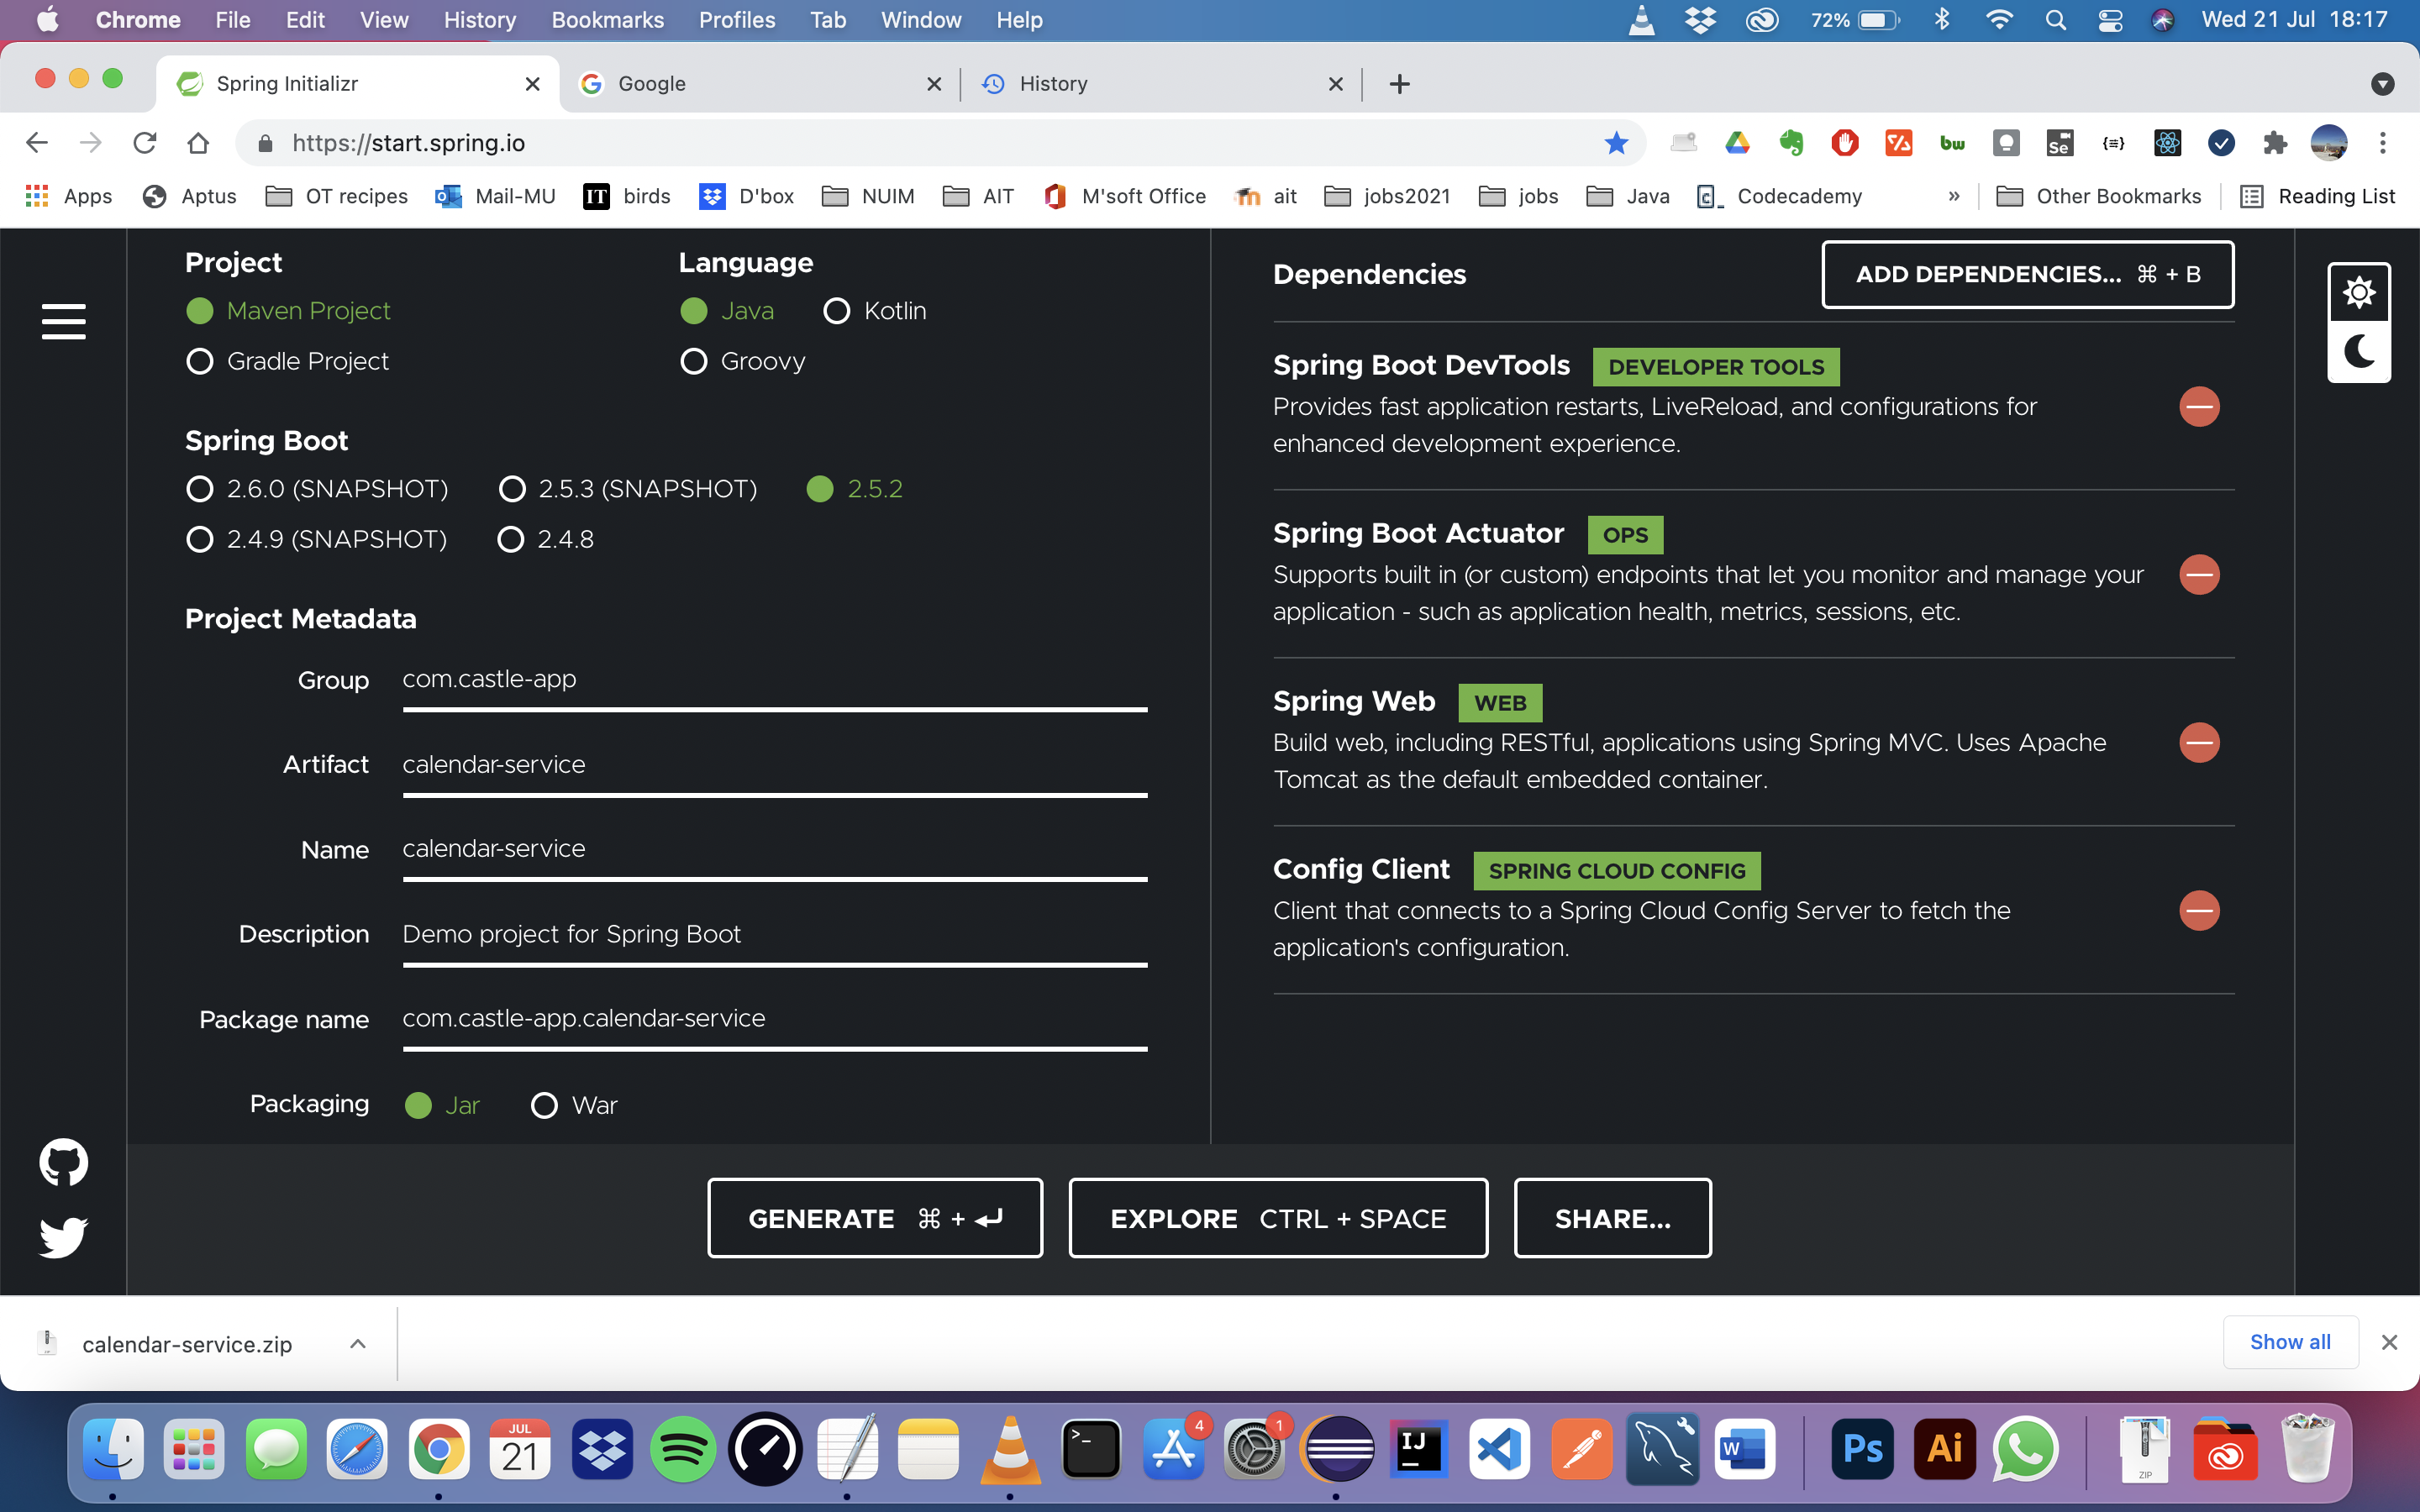 Chrome File Edit View History Bookmarks Profiles Tab Window Help 72% Wed 21 Jul 18:17
Spring Initializr Google History
https://start.spring.io
Apps Aptus OT recipes Mail-MU IT birds D'box NUIM AIT M'soft Office ait jobs2021 jobs Java Codecademy » Other Bookmarks Reading List
Project
Maven Project
Gradle Project
Language
Java Kotlin
Groovy
Spring Boot
2.6.0 (SNAPSHOT) 2.5.3 (SNAPSHOT) 2.5.2
2.4.9 (SNAPSHOT) 2.4.8
Project Metadata
Group com.castle-app
Artifact calendar-service
Name calendar-service
Description Demo project for Spring Boot
Package name com.castle-app.calendar-service
Packaging Jar War
Dependencies ADD DEPENDENCIES... ⌘ + B
Spring Boot DevTools DEVELOPER TOOLS
Provides fast application restarts, LiveReload, and configurations for
enhanced development experience.
Spring Boot Actuator OPS
Supports built in (or custom) endpoints that let you monitor and manage your
application - such as application health, metrics, sessions, etc.
Spring Web WEB
Build web, including RESTful, applications using Spring MVC. Uses Apache
Tomcat as the default embedded container.
Config Client SPRING CLOUD CONFIG
Client that connects to a Spring Cloud Config Server to fetch the
application's configuration.
GENERATE ⌘ + ↵ EXPLORE CTRL + SPACE SHARE...
calendar-service.zip Show all
JUL
21
>_
4
1
IJ
W
Ps
Ai
ZIP
bw
Se